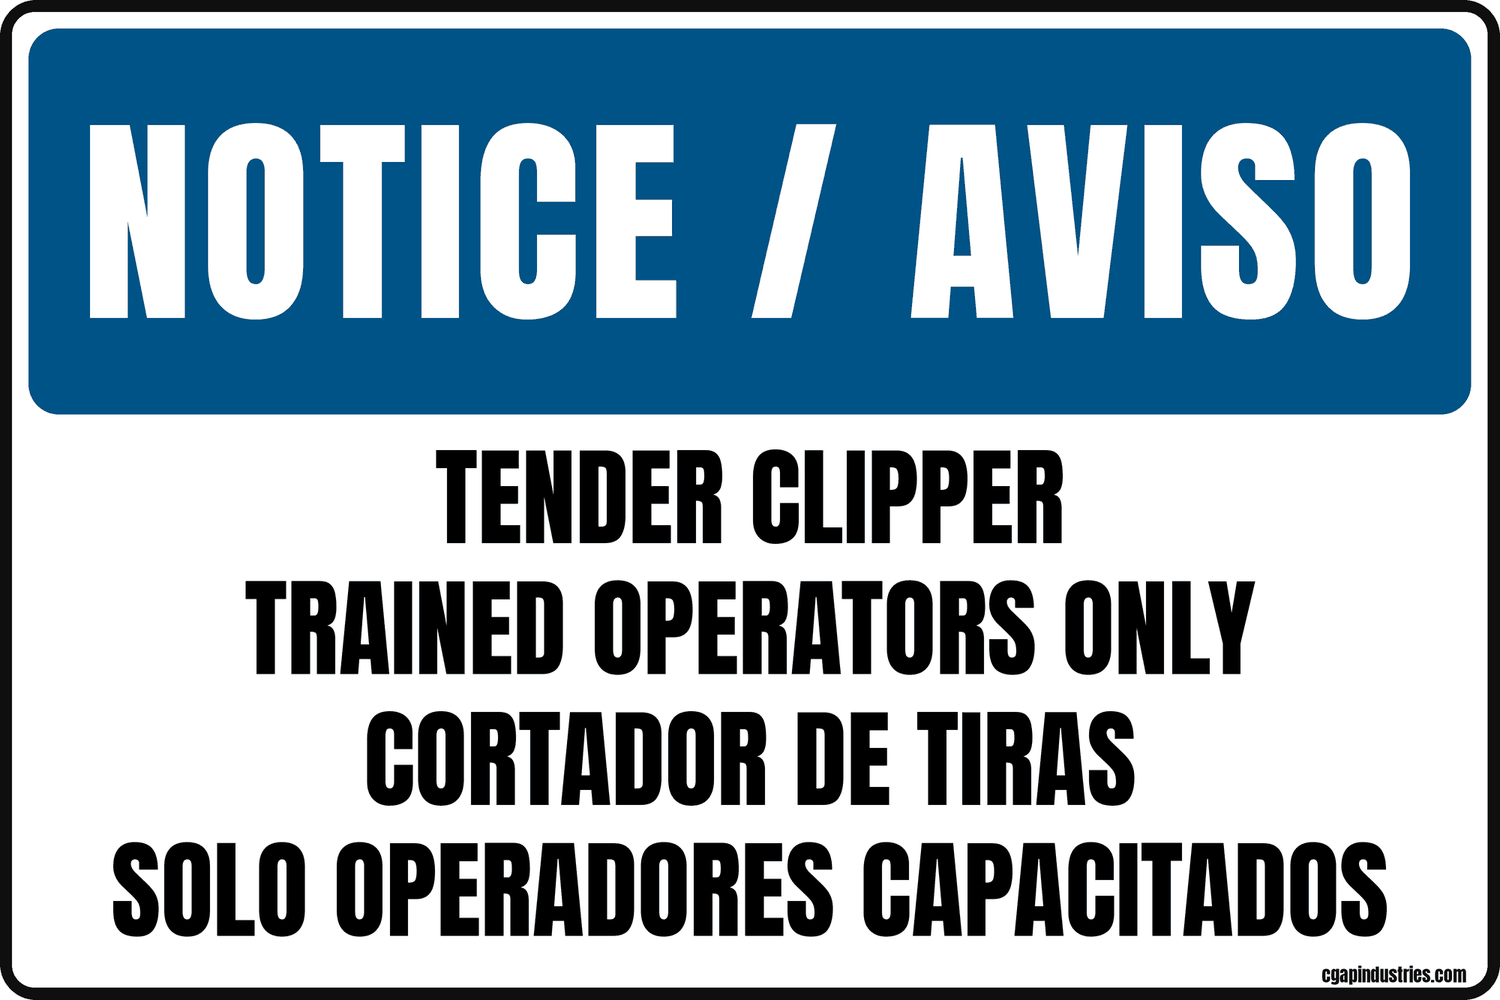 NOTICE / AVISO
TENDER CLIPPER
TRAINED OPERATORS ONLY
CORTADOR DE TIRAS
SOLO OPERADORES CAPACITADOS
cgapindustries.com